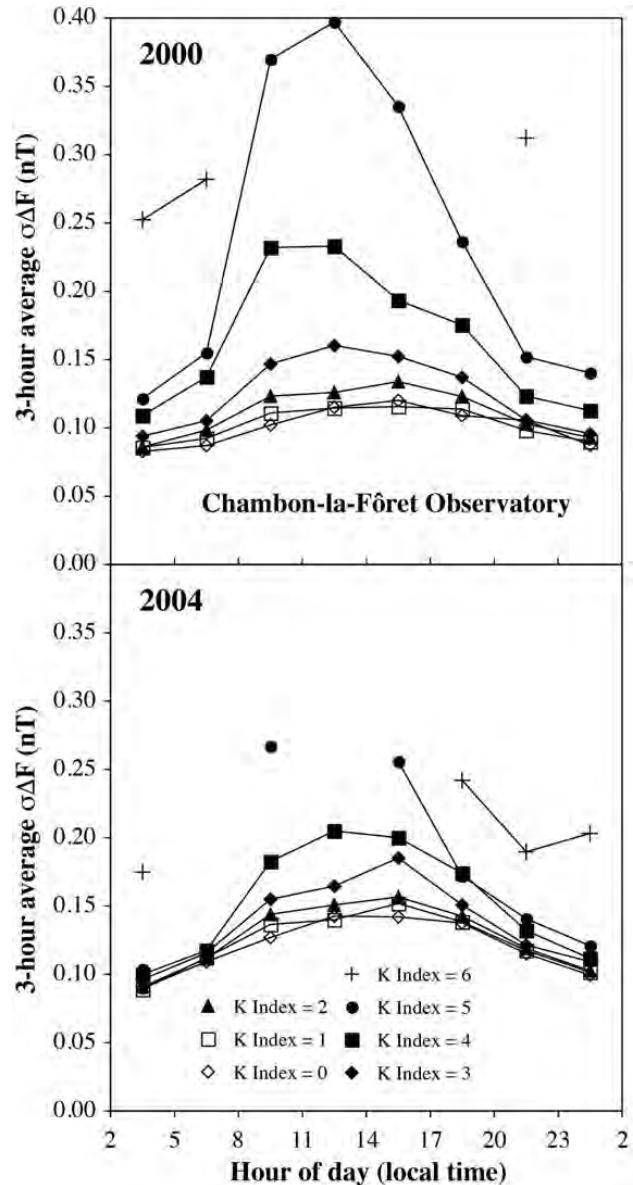 0.40
2000
0.35
0.30
0.25
0.20
0.15
0.10
0.05
0.00
3-hour average σΔF (nT)
Chambon-la-Fôret Observatory
2004
0.35
0.30
0.25
0.20
0.15
0.10
0.05
0.00
3-hour average σΔF (nT)
K Index = 6
K Index = 2 K Index = 5
K Index = 1 K Index = 4
K Index = 0 K Index = 3
2 5 8 11 14 17 20 23 2
Hour of day (local time)